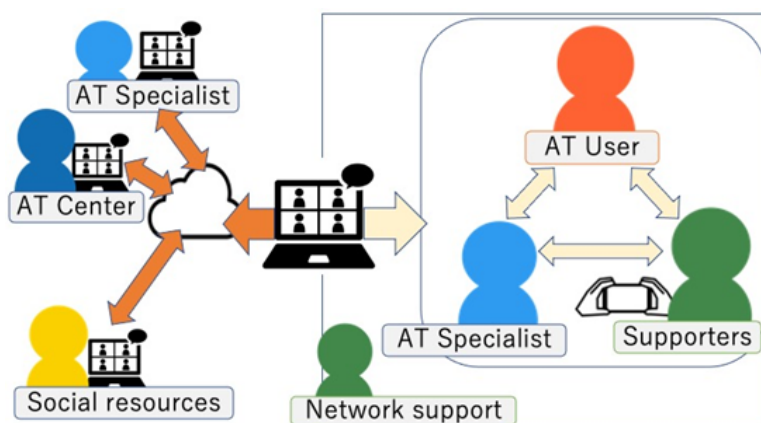 AT Specialist
AT User
AT Center
AT Specialist
Supporters
Social resources
Network support